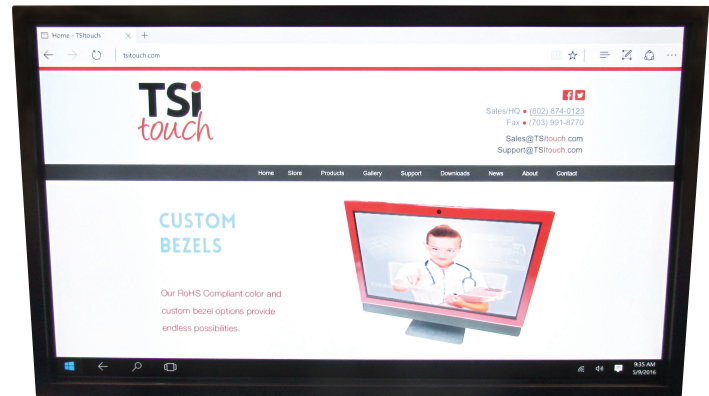 Home - TSItouch
tsitouch.com
TSi
touch
Sales/HQ • (802) 874-0123
Fax • (703) 991-8770
Sales@TSItouch.com
Support@TSItouch.com
Home Store Products Gallery Support Downloads News About Contact
CUSTOM
BEZELS
Our RoHS Compliant color and
custom bezel options provide
endless possibilities.
9:35 AM
5/9/2016